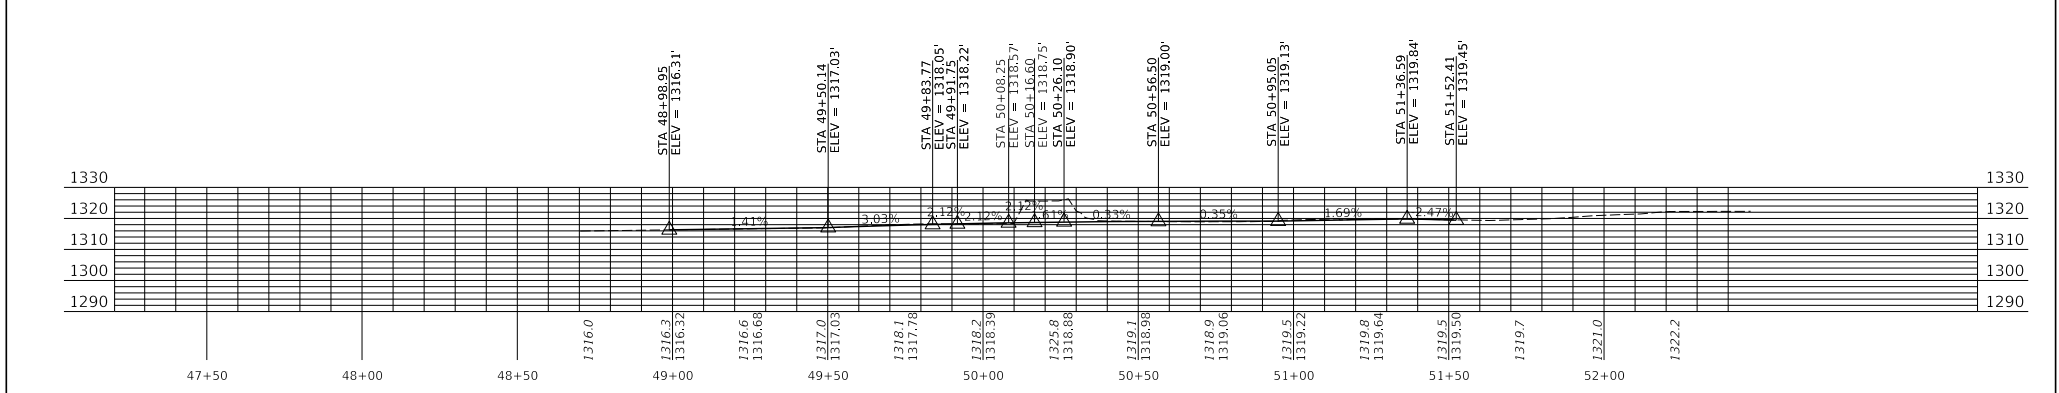 STA 48+98.95
ELEV = 1316.31'
STA 49+50.14
ELEV = 1317.03'
STA 49+83.77
ELEV = 1318.05'
STA 49+91.75
ELEV = 1318.22'
STA 50+08.25
ELEV = 1318.57'
STA 50+16.60
ELEV = 1318.75'
STA 50+26.10
ELEV = 1318.90'
STA 50+56.50
ELEV = 1319.00'
STA 50+95.05
ELEV = 1319.13'
STA 51+36.59
ELEV = 1319.84'
STA 51+52.41
ELEV = 1319.45'
1330 1330
1320 1320
1310 1310
1300 1300
1290 1290
1.41% 3.03% 2.12% 2.12% 2.12% 0.33% 0.35% 1.69% 2.47%
1316.0
1316.3
1316.32
1316.6
1316.68
1317.0
1317.03
1318.1
1317.78
1318.2
1318.39
1325.8
1318.88
1319.1
1318.98
1318.9
1319.06
1319.5
1319.22
1319.8
1319.64
1319.5
1319.50
1319.7
1321.0
1322.2
47+50 48+00 48+50 49+00 49+50 50+00 50+50 51+00 51+50 52+00